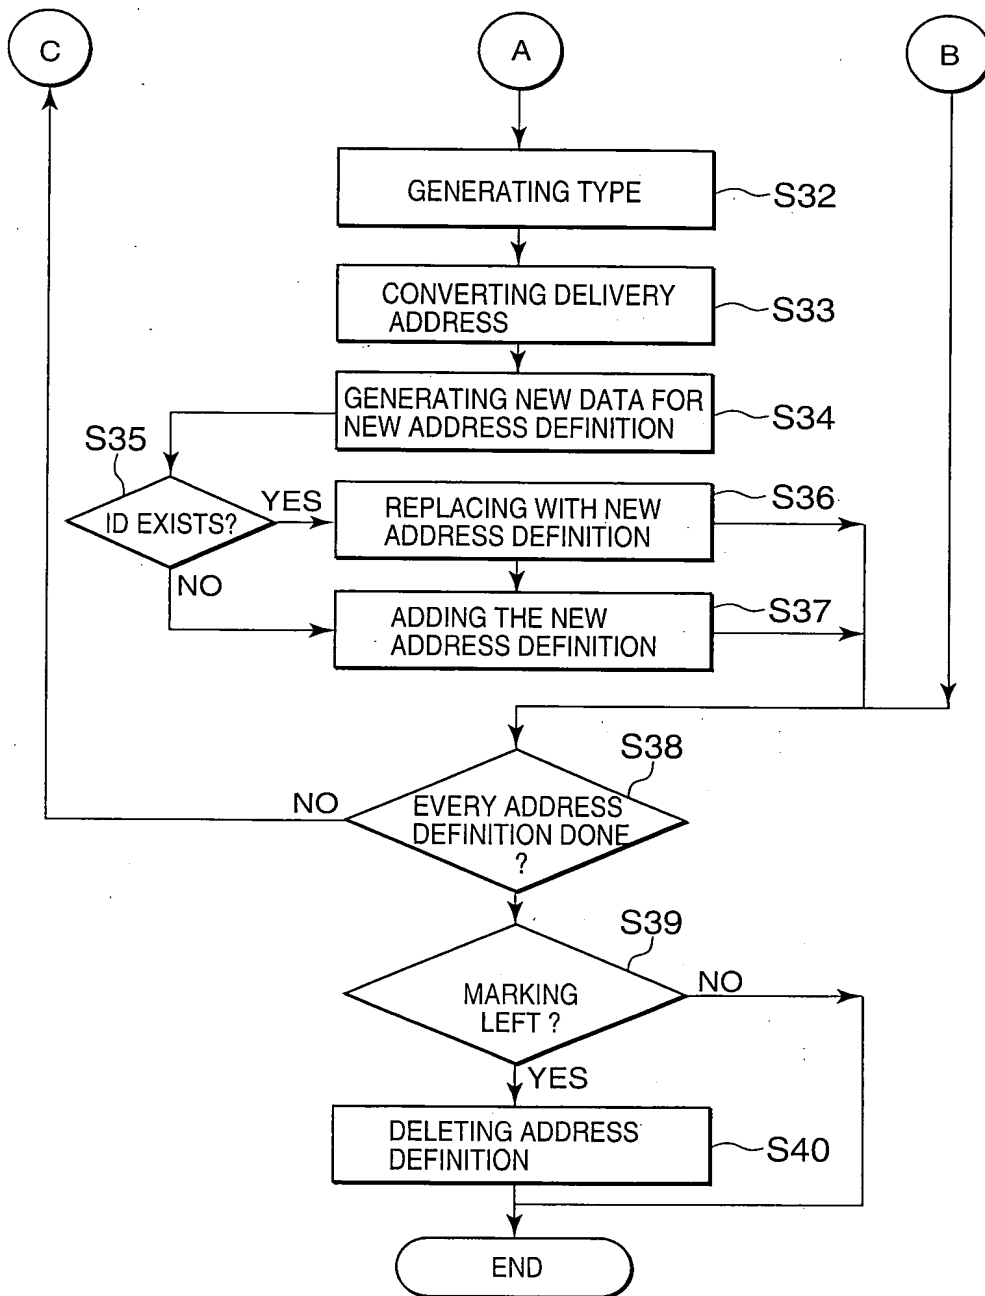 C
A
B
GENERATING TYPE
S32
CONVERTING DELIVERY
ADDRESS
S33
GENERATING NEW DATA FOR
NEW ADDRESS DEFINITION
S34
S35
ID EXISTS?
YES
NO
REPLACING WITH NEW
ADDRESS DEFINITION
S36
ADDING THE NEW
ADDRESS DEFINITION
S37
S38
EVERY ADDRESS
DEFINITION DONE
?
NO
S39
MARKING
LEFT ?
NO
YES
DELETING ADDRESS
DEFINITION
S40
END